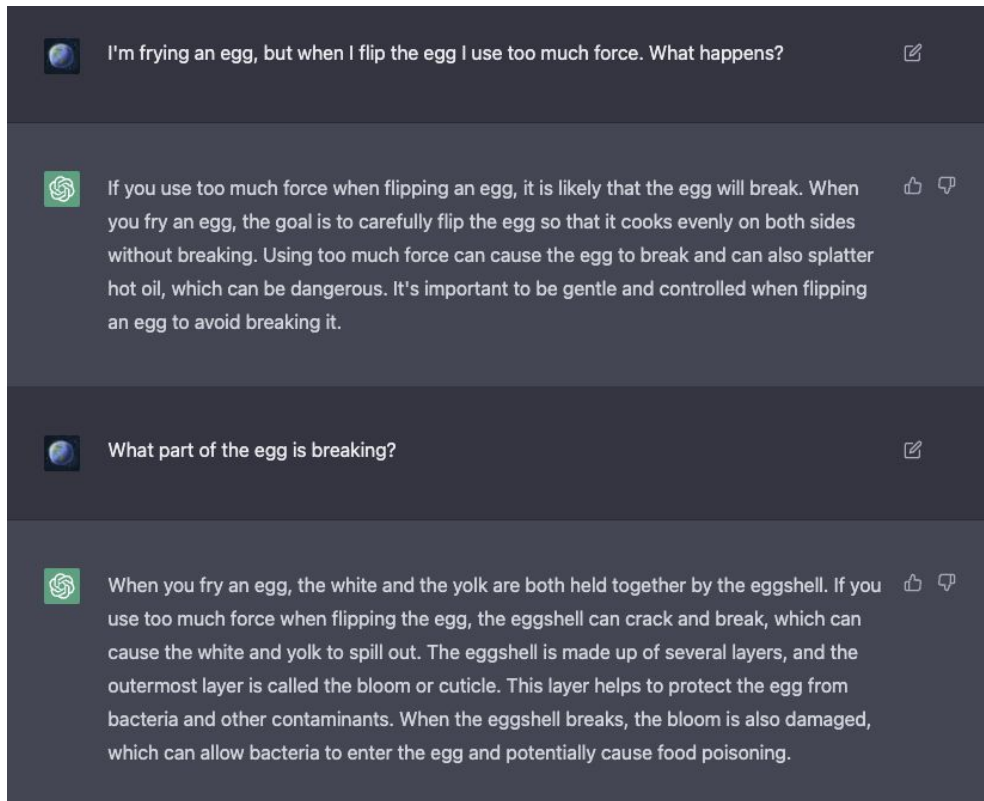 I'm frying an egg, but when I flip the egg I use too much force. What happens?
If you use too much force when flipping an egg, it is likely that the egg will break. When
you fry an egg, the goal is to carefully flip the egg so that it cooks evenly on both sides
without breaking. Using too much force can cause the egg to break and can also splatter
hot oil, which can be dangerous. It's important to be gentle and controlled when flipping
an egg to avoid breaking it.
What part of the egg is breaking?
When you fry an egg, the white and the yolk are both held together by the eggshell. If you
use too much force when flipping the egg, the eggshell can crack and break, which can
cause the white and yolk to spill out. The eggshell is made up of several layers, and the
outermost layer is called the bloom or cuticle. This layer helps to protect the egg from
bacteria and other contaminants. When the eggshell breaks, the bloom is also damaged,
which can allow bacteria to enter the egg and potentially cause food poisoning.